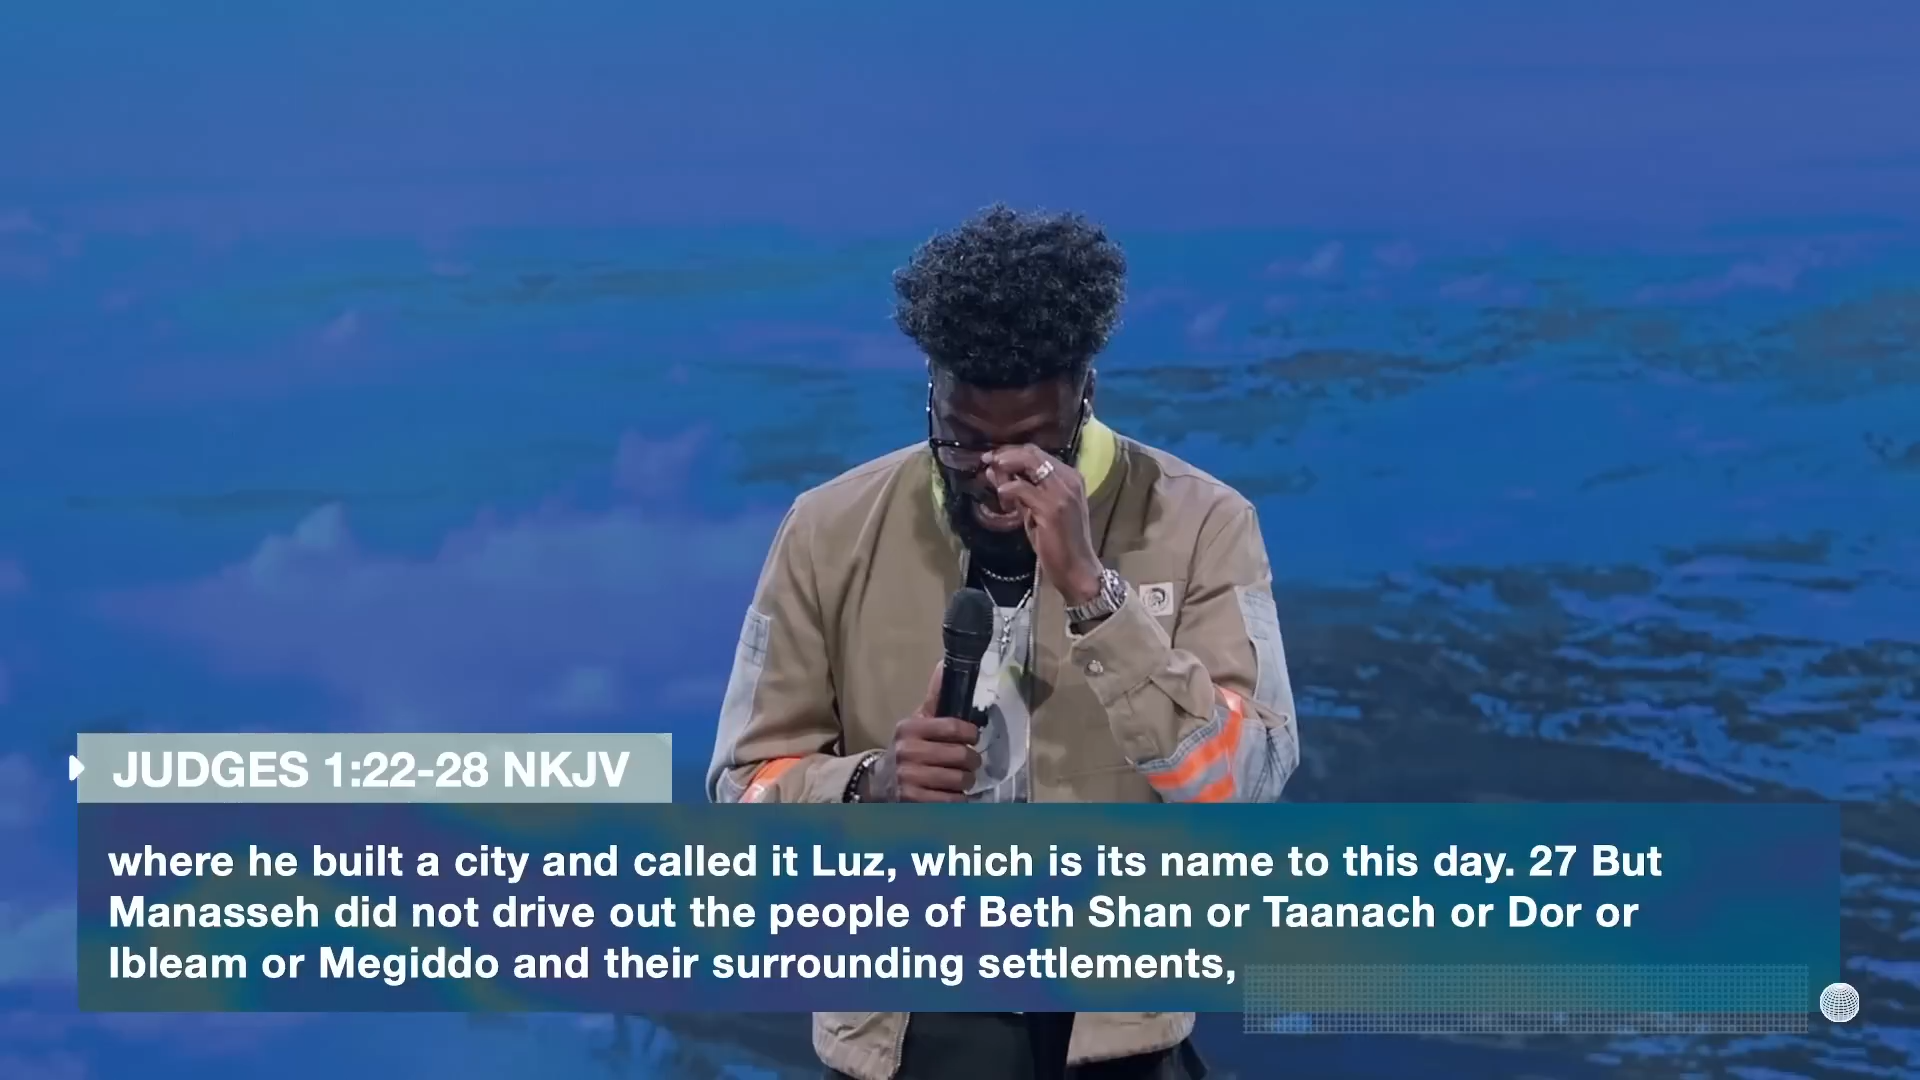 JUDGES 1:22-28 NKJV
where he built a city and called it Luz, which is its name to this day. 27 But
Manasseh did not drive out the people of Beth Shan or Taanach or Dor or
Ibleam or Megiddo and their surrounding settlements,